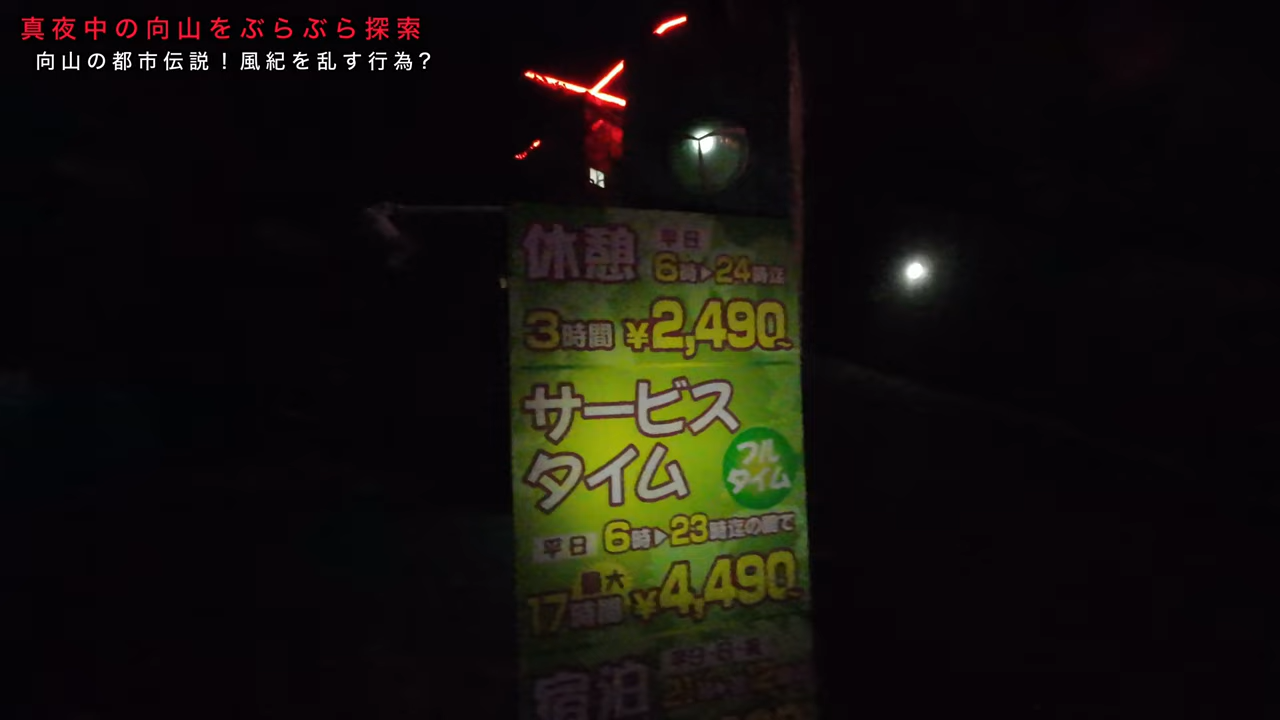 真夜中の向山をぶらぶら探索
向山の都市伝説！風紀を乱す行為?
休憩 平日
6時▶24時迄
3時間 ¥2,490~
サービス
タイム
フル
タイム
平日 6時▶23時迄の間で
最大
17時間 ¥4,490~
宿泊